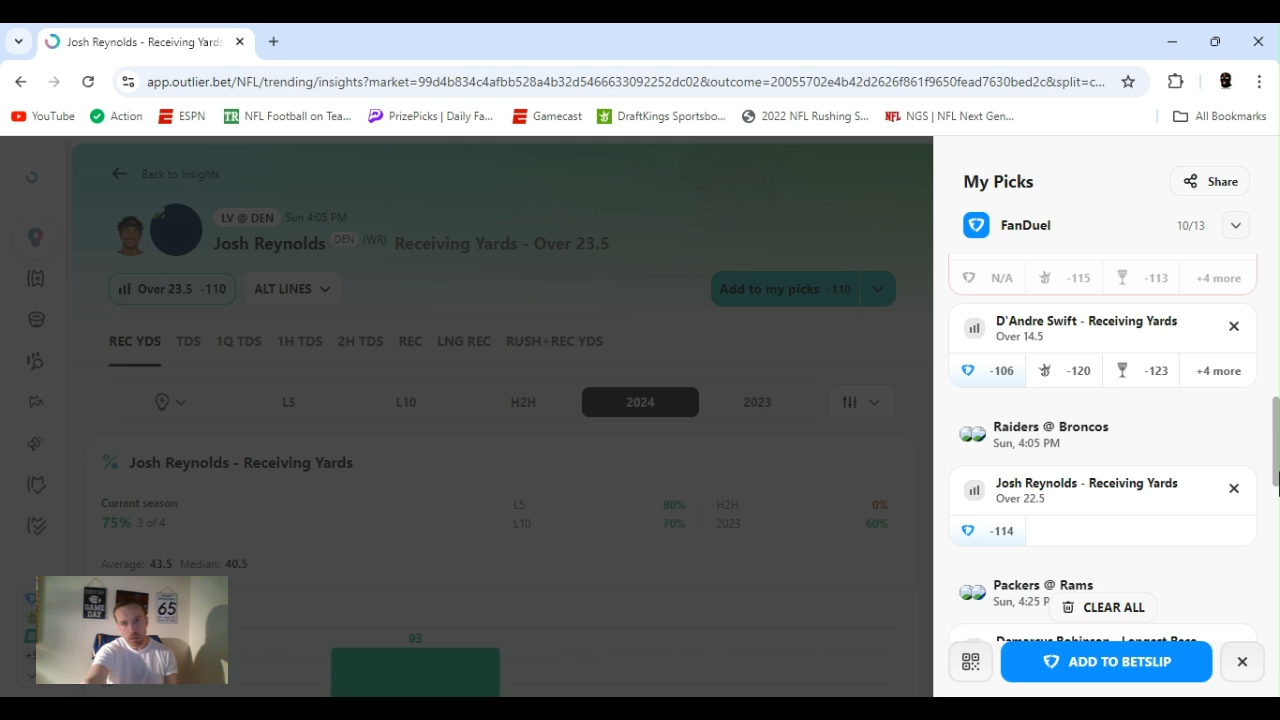 Josh Reynolds - Receiving Yards
app.outlier.bet/NFL/trending/insights?market=99d4b834c4afbb528a4b32d5466633092252dc02&outcome=20055702e4b42d2626f861f9650fead7630bed2c&split=c...
YouTube Action ESPN NFL Football on Tea... PrizePicks | Daily Fa... Gamecast DraftKings Sportsbo... 2022 NFL Rushing S... NGS | NFL Next Gen... All Bookmarks
Back to Insights
LV @ DEN Sun 4:05 PM
Josh Reynolds DEN (WR) Receiving Yards - Over 23.5
Over 23.5 -110 ALT LINES Add to my picks -110
REC YDS TDS 1Q TDS 1H TDS 2H TDS REC LNG REC RUSH+REC YDS
L5 L10 H2H 2024 2023
Josh Reynolds - Receiving Yards
Current season
75% 3 of 4
L5 80% H2H 0%
L10 70% 2023 60%
Average: 43.5 Median: 40.5
93
GAME DAY
65
My Picks
Share
FanDuel 10/13
N/A -115 -113 +4 more
D'Andre Swift - Receiving Yards
Over 14.5
-106 -120 -123 +4 more
Raiders @ Broncos
Sun, 4:05 PM
Josh Reynolds - Receiving Yards
Over 22.5
-114
Packers @ Rams
Sun, 4:25 P
CLEAR ALL
Demarcus Robinson - Longest Rece
ADD TO BETSLIP